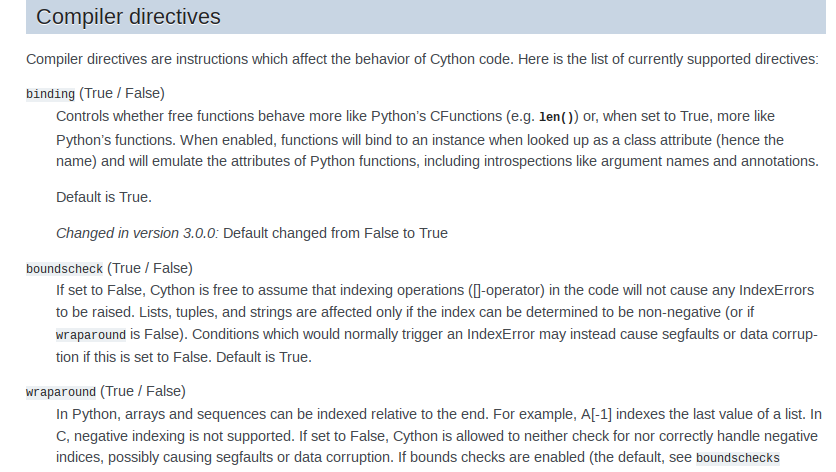 Compiler directives
Compiler directives are instructions which affect the behavior of Cython code. Here is the list of currently supported directives:
binding (True / False)
Controls whether free functions behave more like Python’s CFunctions (e.g. len()) or, when set to True, more like
Python’s functions. When enabled, functions will bind to an instance when looked up as a class attribute (hence the
name) and will emulate the attributes of Python functions, including introspections like argument names and annotations.
Default is True.
Changed in version 3.0.0: Default changed from False to True
boundscheck (True / False)
If set to False, Cython is free to assume that indexing operations ([]-operator) in the code will not cause any IndexErrors
to be raised. Lists, tuples, and strings are affected only if the index can be determined to be non-negative (or if
wraparound is False). Conditions which would normally trigger an IndexError may instead cause segfaults or data corrup-
tion if this is set to False. Default is True.
wraparound (True / False)
In Python, arrays and sequences can be indexed relative to the end. For example, A[-1] indexes the last value of a list. In
C, negative indexing is not supported. If set to False, Cython is allowed to neither check for nor correctly handle negative
indices, possibly causing segfaults or data corruption. If bounds checks are enabled (the default, see boundschecks